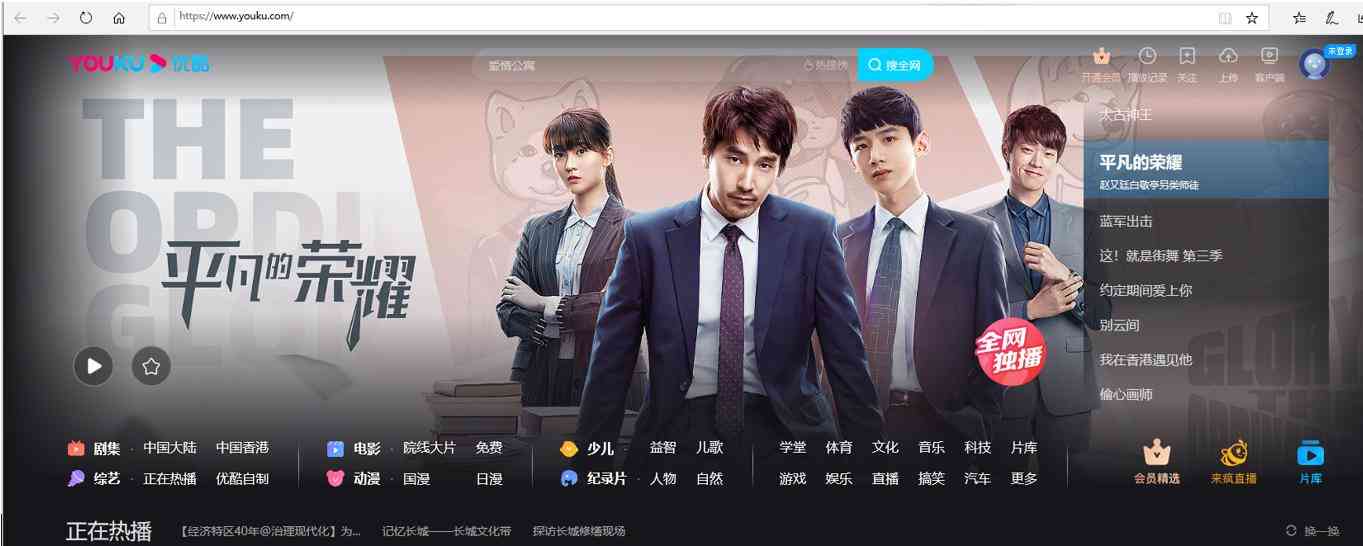 https://www.youku.com/
YOUKU 优酷
爱情公寓
热搜榜
搜全网
开通会员 播放记录 关注 上传 客户端
未登录
THE
ORDI
太古神王
平凡的荣耀
赵又廷白敬亭另类师徒
蓝军出击
这！就是街舞 第三季
约定期间爱上你
别云间
我在香港遇见他
偷心画师
平凡的荣耀
全网
独播
剧集 · 中国大陆 中国香港
电影 · 院线大片 免费
少儿 · 益智 儿歌
学堂 体育 文化 音乐 科技 片库
综艺 · 正在热播 优酷自制
动漫 · 国漫 日漫
纪录片 · 人物 自然
游戏 娱乐 直播 搞笑 汽车 更多
会员精选 来疯直播 片库
正在热播 【经济特区40年@治理现代化】为... 记忆长城——长城文化带 探访长城修缮现场
换一换